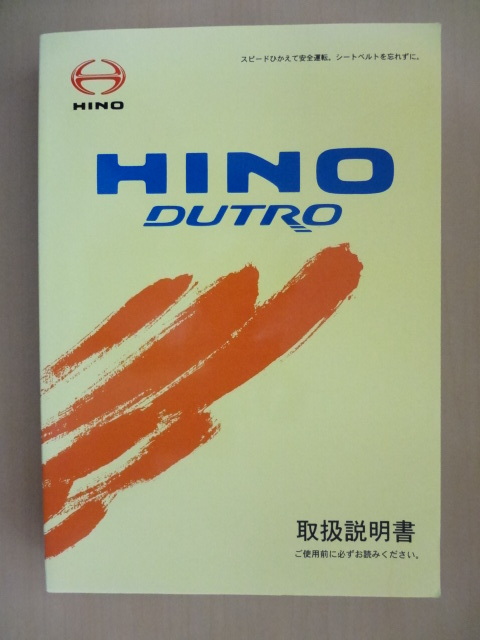 スピードひかえて安全運転。シートベルトを忘れずに。
HINO
HINO
DUTRO
取扱説明書
ご使用前に必ずお読みください。